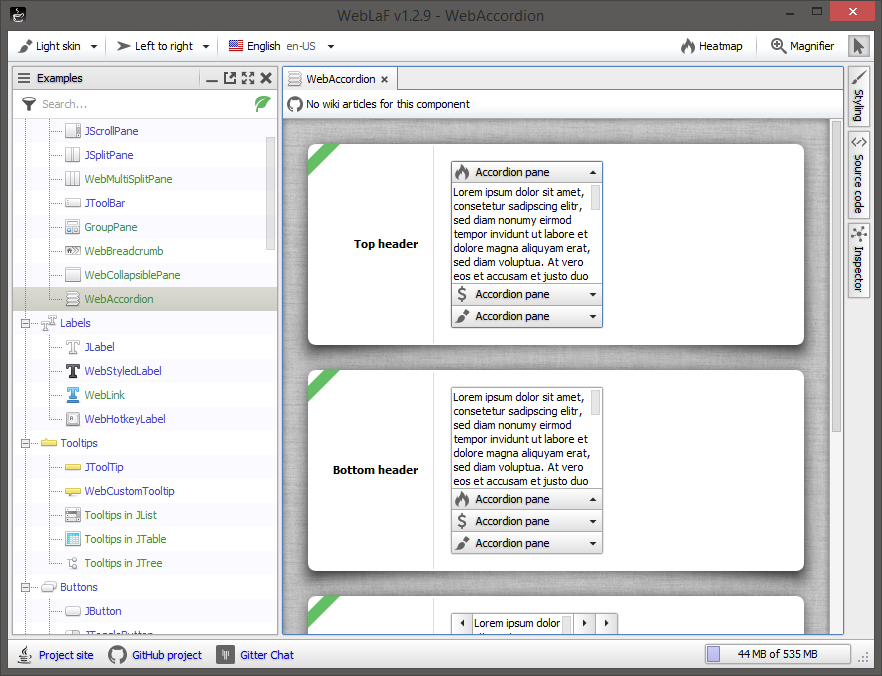 WebLaF v1.2.9 - WebAccordion
Light skin
Left to right
English en-US
Heatmap
Magnifier
Examples
Search...
JScrollPane
JSplitPane
WebMultiSplitPane
JToolBar
GroupPane
WebBreadcrumb
WebCollapsiblePane
WebAccordion
Labels
JLabel
WebStyledLabel
WebLink
WebHotkeyLabel
Tooltips
JToolTip
WebCustomTooltip
Tooltips in JList
Tooltips in JTable
Tooltips in JTree
Buttons
JButton
JToggleButton
WebAccordion
No wiki articles for this component
Top header
Accordion pane
Lorem ipsum dolor sit amet,
consetetur sadipscing elitr,
sed diam nonumy eirmod
tempor invidunt ut labore et
dolore magna aliquyam erat,
sed diam voluptua. At vero
eos et accusam et justo duo
Accordion pane
Accordion pane
Bottom header
Lorem ipsum dolor sit amet,
consetetur sadipscing elitr,
sed diam nonumy eirmod
tempor invidunt ut labore et
dolore magna aliquyam erat,
sed diam voluptua. At vero
eos et accusam et justo duo
Accordion pane
Accordion pane
Accordion pane
Lorem ipsum dolor
Styling
Source code
Inspector
Project site
GitHub project
Gitter Chat
44 MB of 535 MB